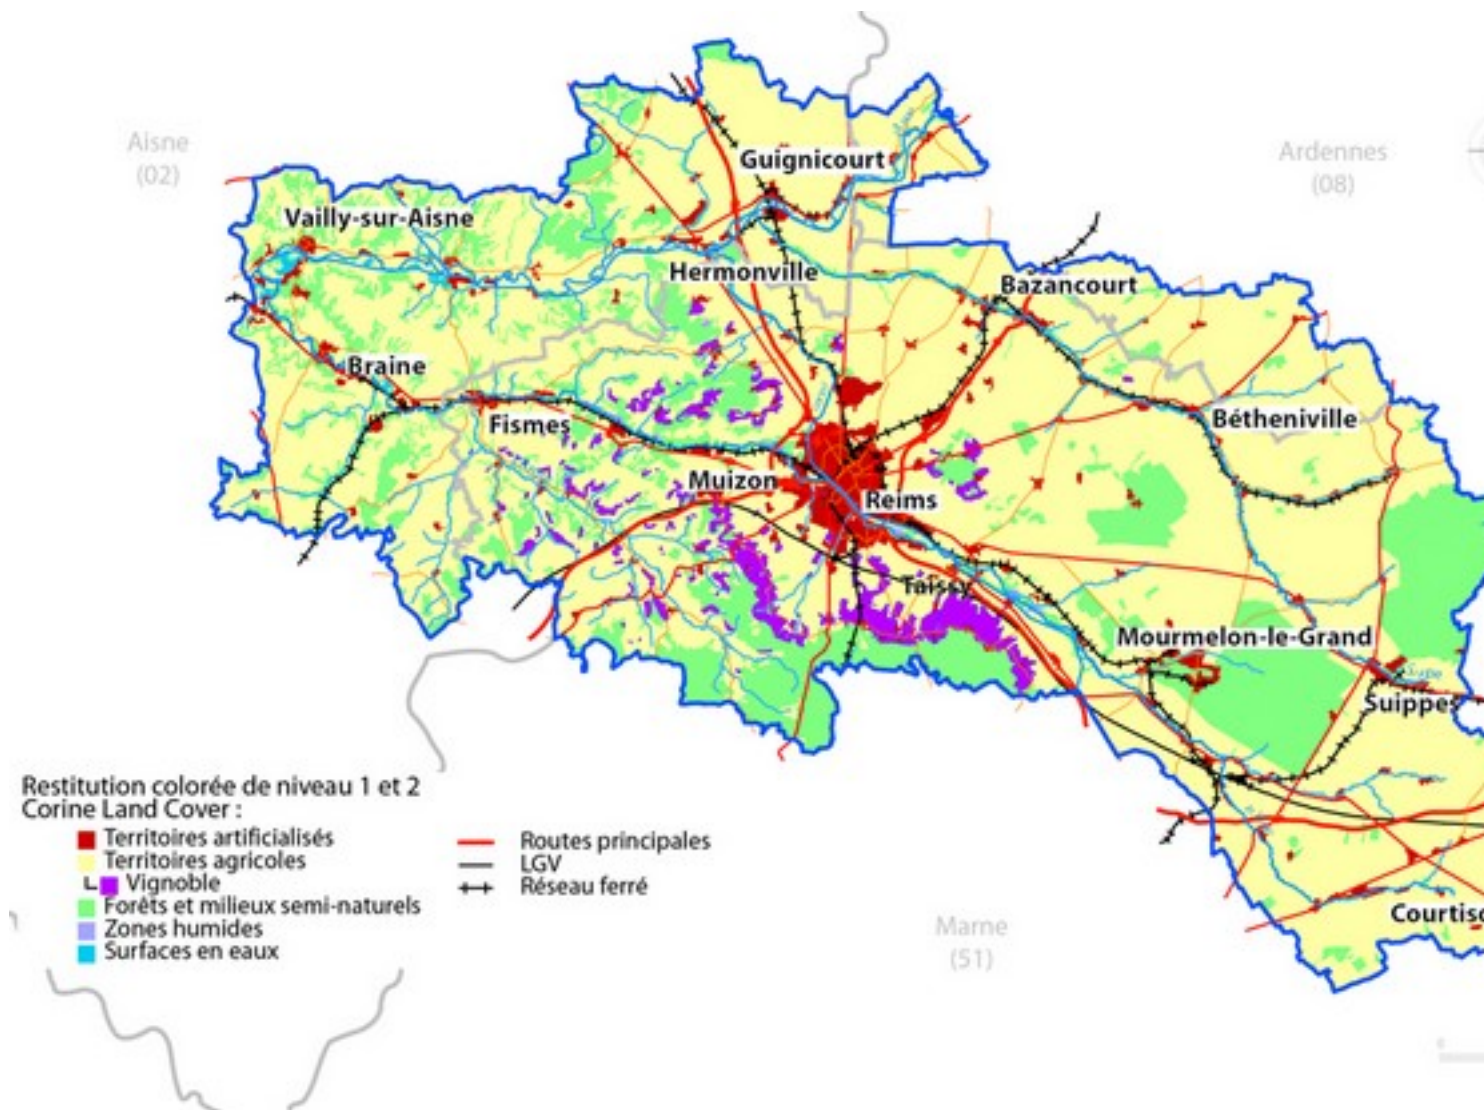 Aisne
(02)
Ardennes
(08)
Guignicourt
Vailly-sur-Aisne
Hermonville
Bazancourt
Braine
Fismes
Bétheniville
Muizon
Reims
Taissy
Mourmelon-le-Grand
Suippes
Courtiso
Marne
(51)
Restitution colorée de niveau 1 et 2
Corine Land Cover :
Territoires artificialisés
Territoires agricoles
Vignoble
Forêts et milieux semi-naturels
Zones humides
Surfaces en eaux
Routes principales
LGV
Réseau ferré
0